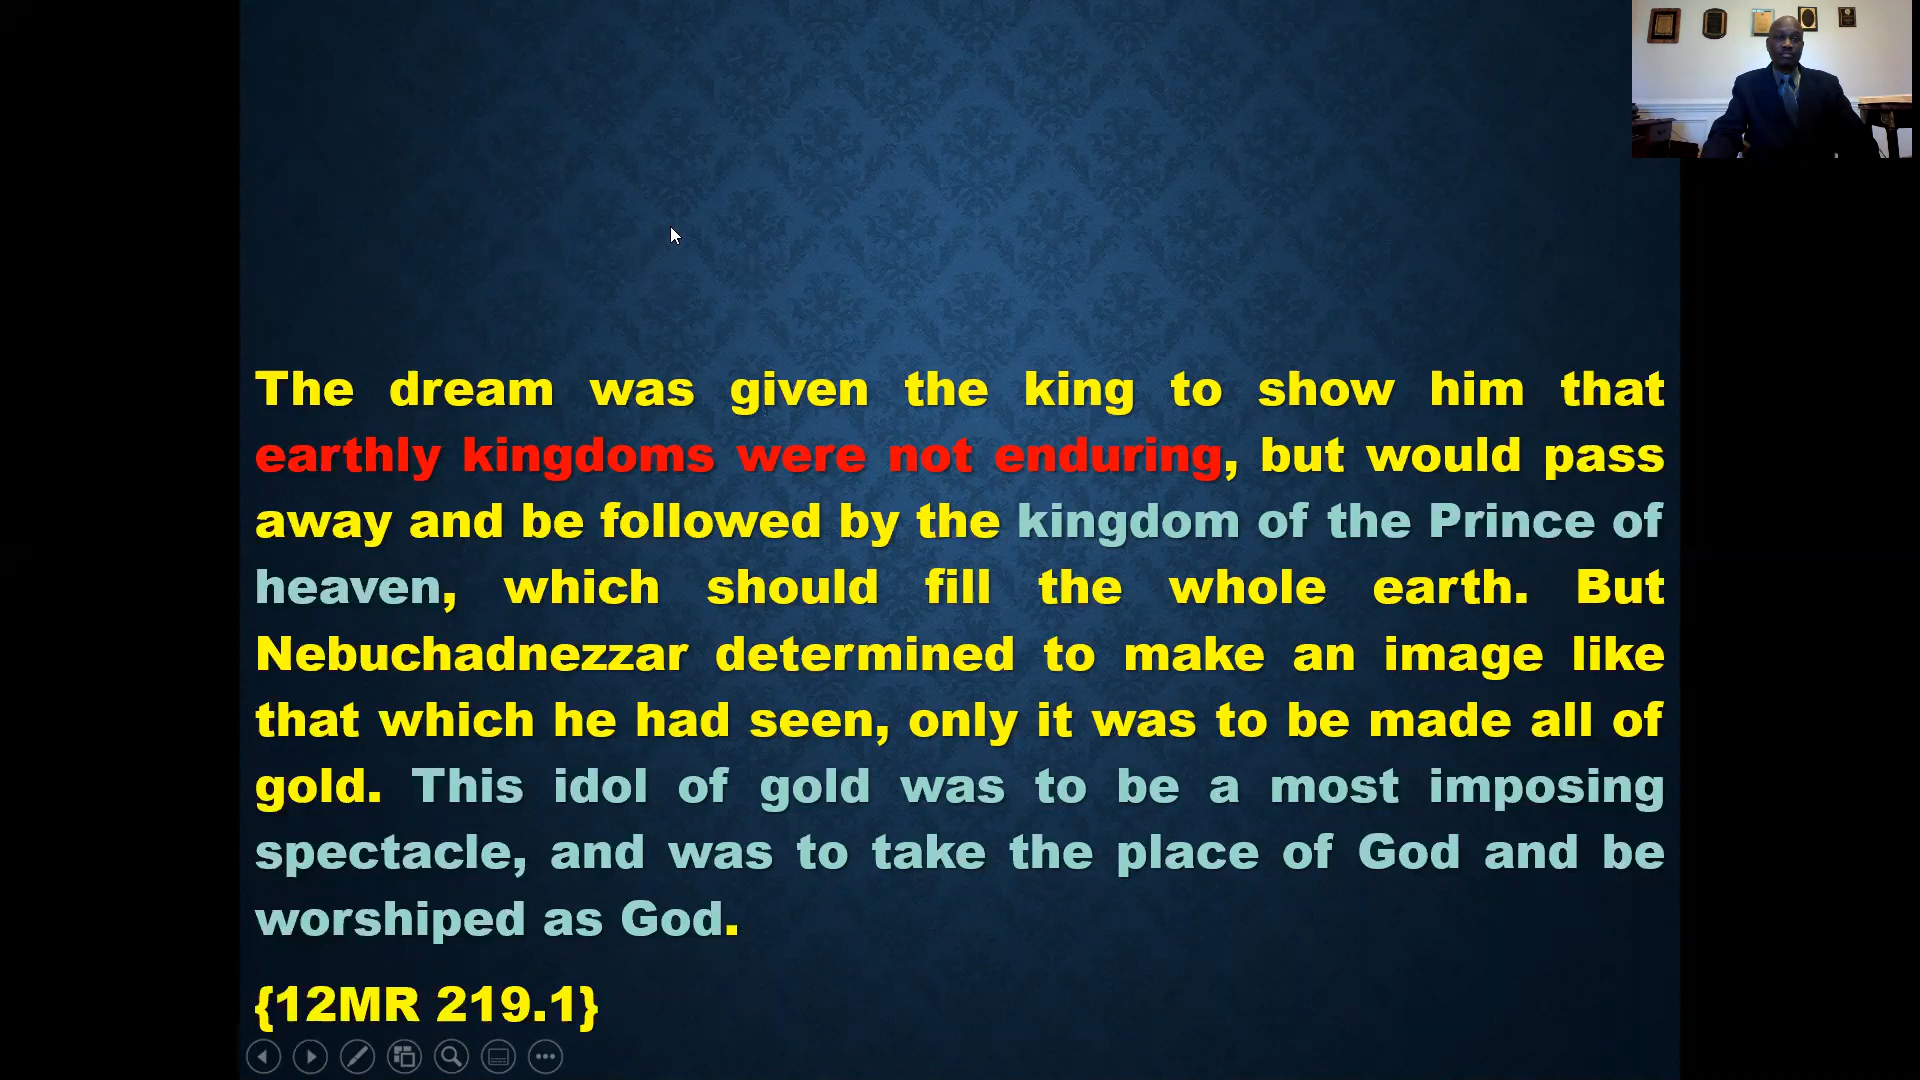 The dream was given the king to show him that
earthly kingdoms were not enduring, but would pass
away and be followed by the kingdom of the Prince of
heaven, which should fill the whole earth. But
Nebuchadnezzar determined to make an image like
that which he had seen, only it was to be made all of
gold. This idol of gold was to be a most imposing
spectacle, and was to take the place of God and be
worshiped as God.
{12MR 219.1}